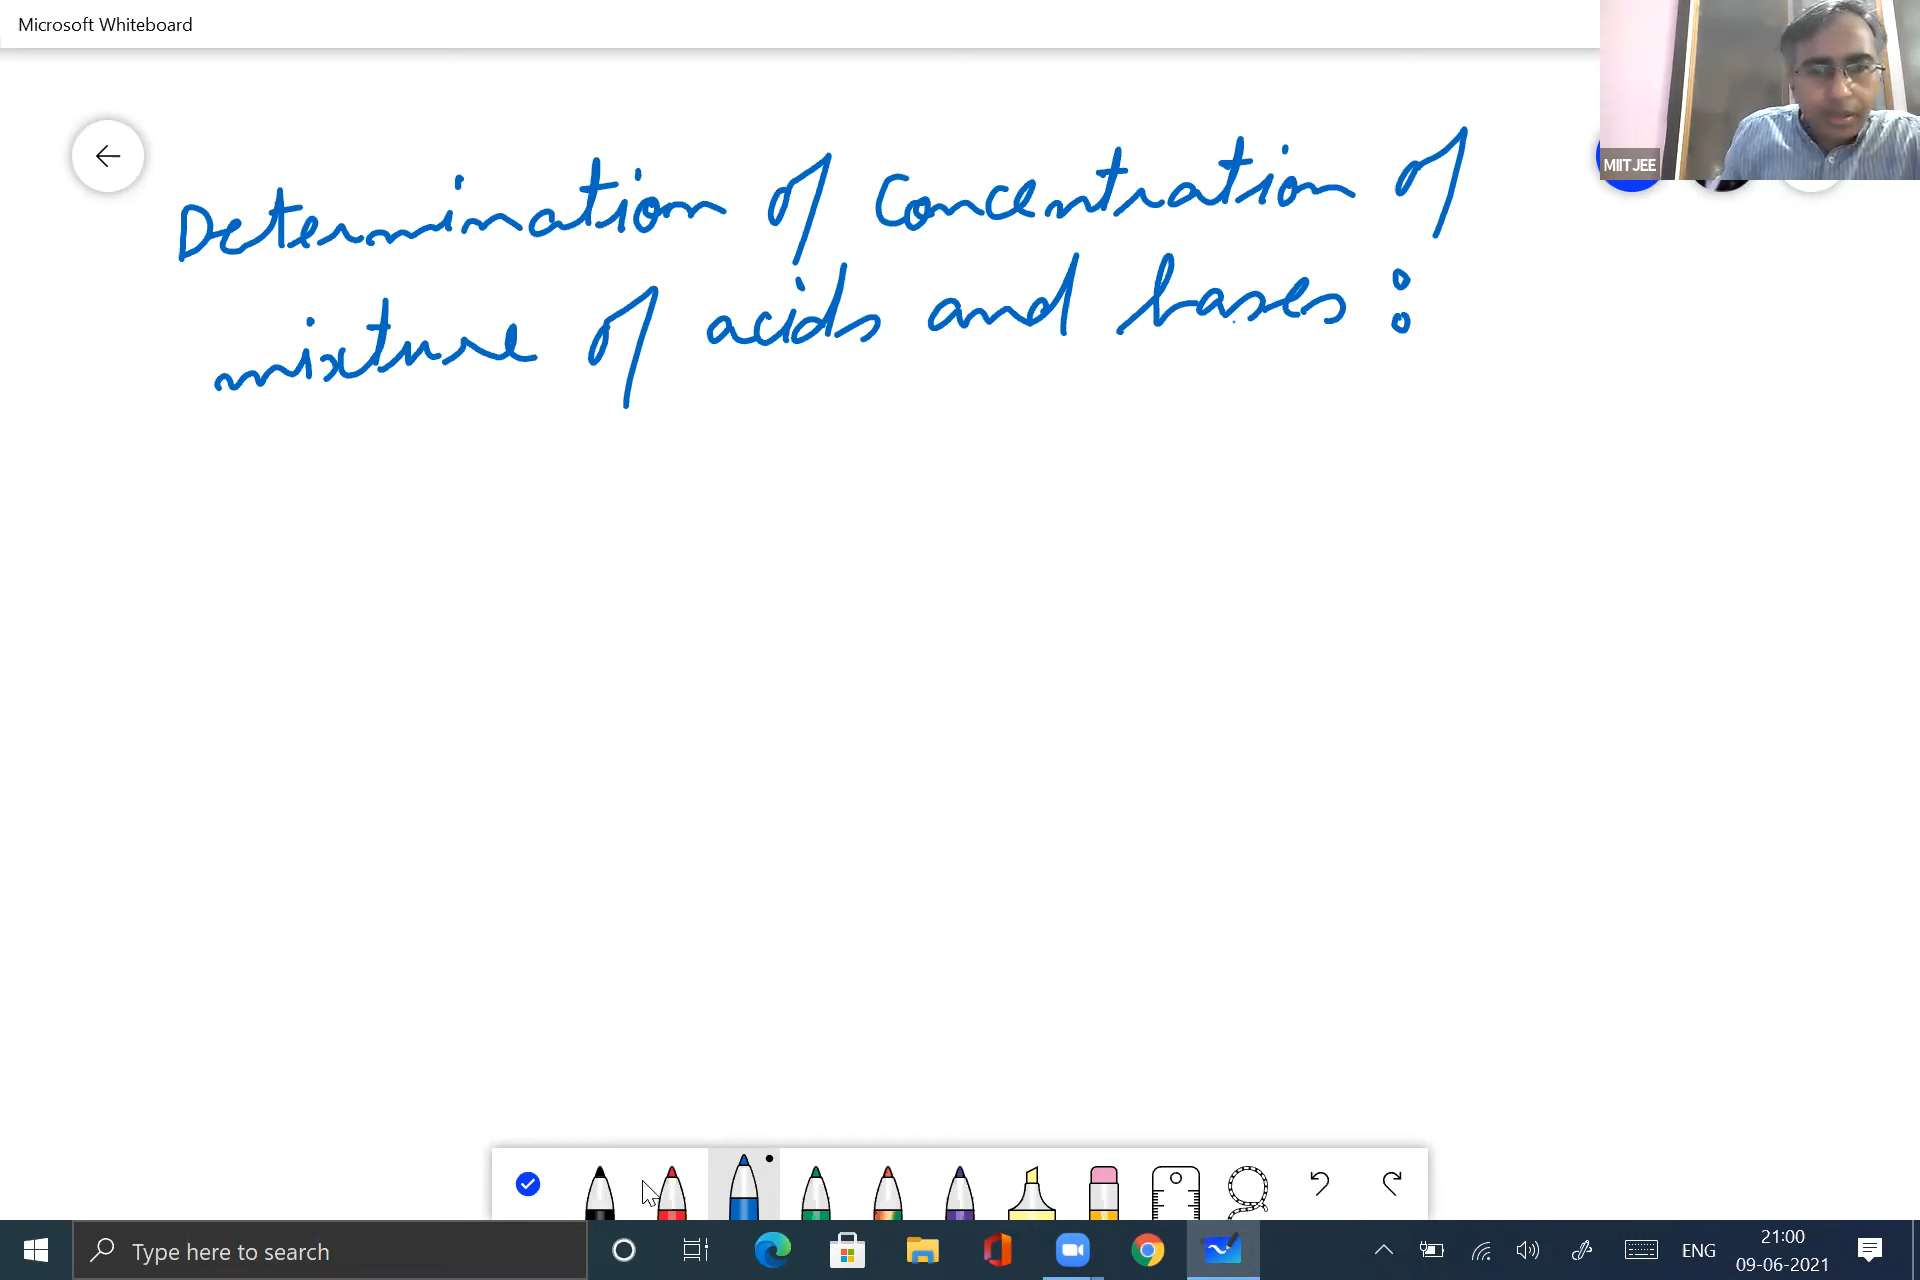 Microsoft Whiteboard
MIIT JEE
Determination of Concentration of
mixture of acids and bases :
Type here to search
ENG
21:00
09-06-2021